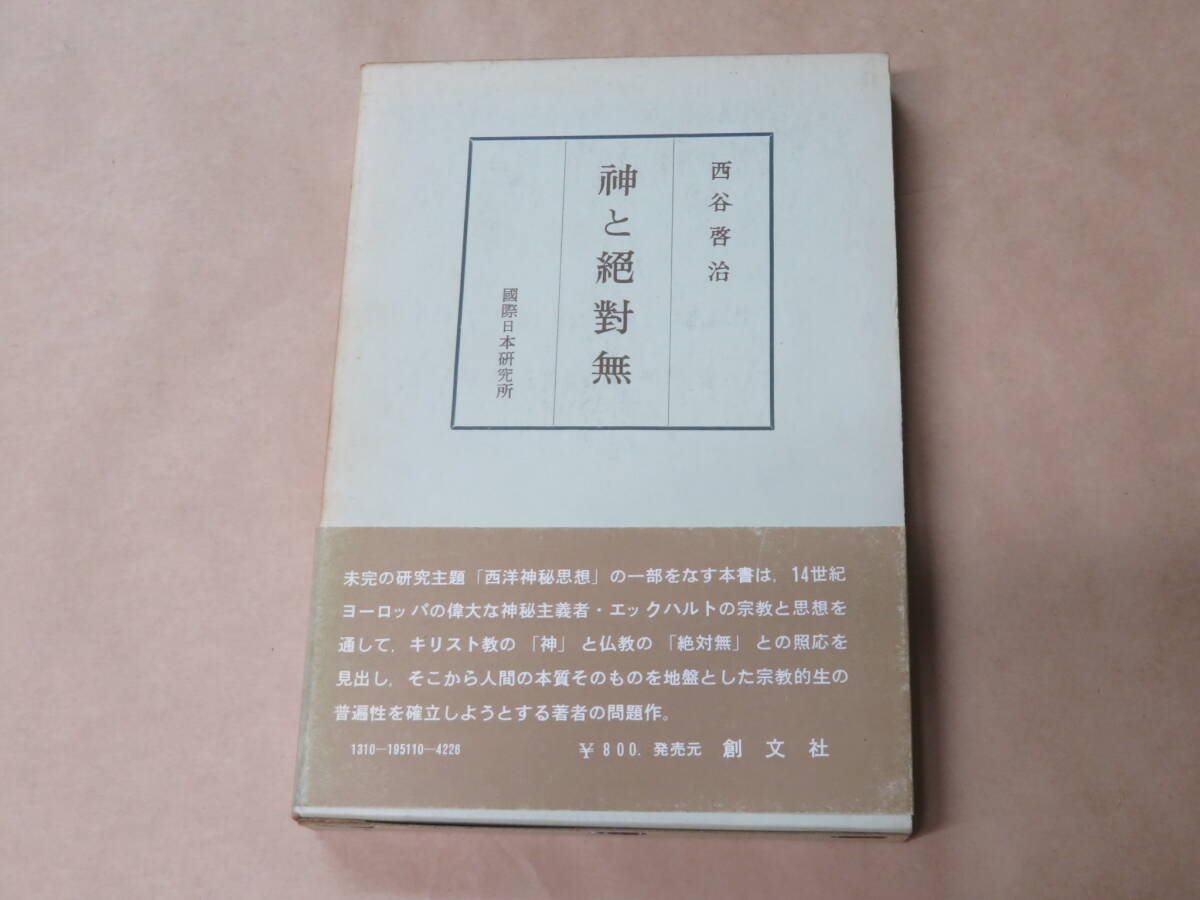 西谷啓治
神と絕對無
國際日本研究所
未完の研究主題「西洋神秘思想」の一部をなす本書は，14世紀
ヨーロッパの偉大な神秘主義者・エックハルトの宗教と思想を
通して，キリスト教の「神」と仏教の「絶対無」との照応を
見出し，そこから人間の本質そのものを地盤とした宗教的生の
普遍性を確立しようとする著者の問題作。
1310―195110―4226 ￥800. 発売元 創文社